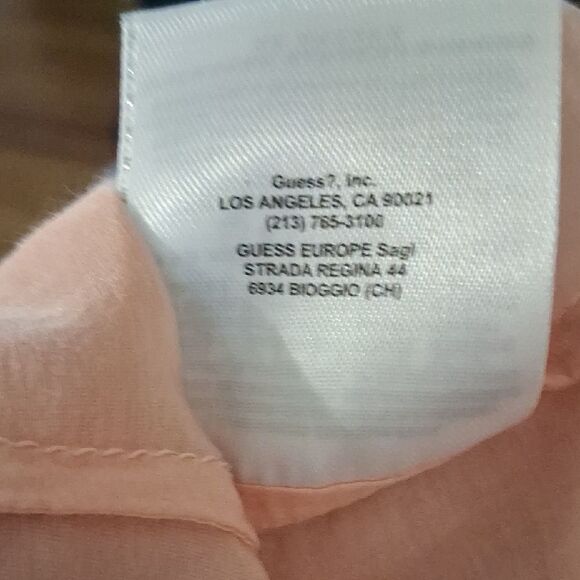 Guess?, Inc.
LOS ANGELES, CA 90021
(213) 765-3100
GUESS EUROPE Sagl
STRADA REGINA 44
6934 BIOGGIO (CH)